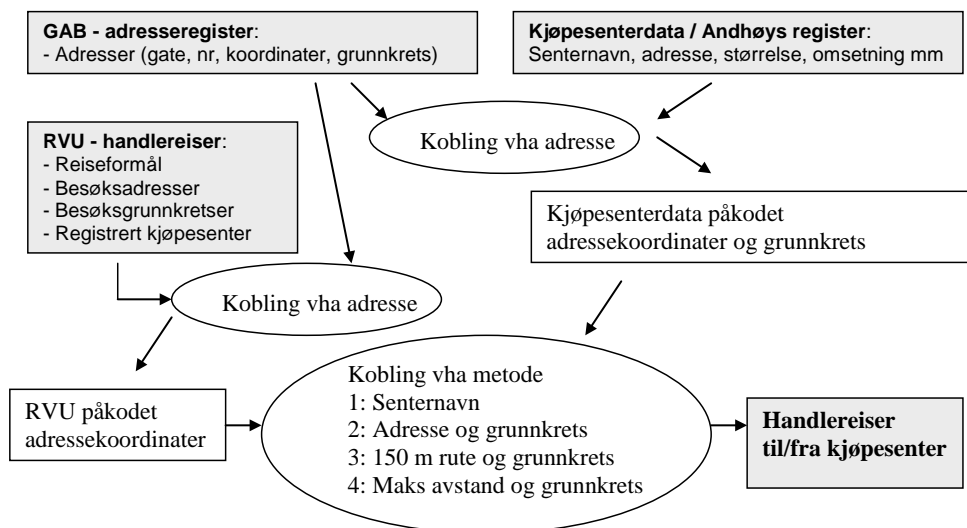 GAB - adresseregister:
- Adresser (gate, nr, koordinater, grunnkrets)
Kjøpesenterdata / Andhøys register:
Senternavn, adresse, størrelse, omsetning mm
Kobling vha adresse
RVU - handlereiser:
- Reiseformål
- Besøksadresser
- Besøksgrunnkretser
- Registrert kjøpesenter
Kjøpesenterdata påkodet
adressekoordinater og grunnkrets
Kobling vha adresse
RVU påkodet
adressekoordinater
Kobling vha metode
1: Senternavn
2: Adresse og grunnkrets
3: 150 m rute og grunnkrets
4: Maks avstand og grunnkrets
Handlereiser
til/fra kjøpesenter